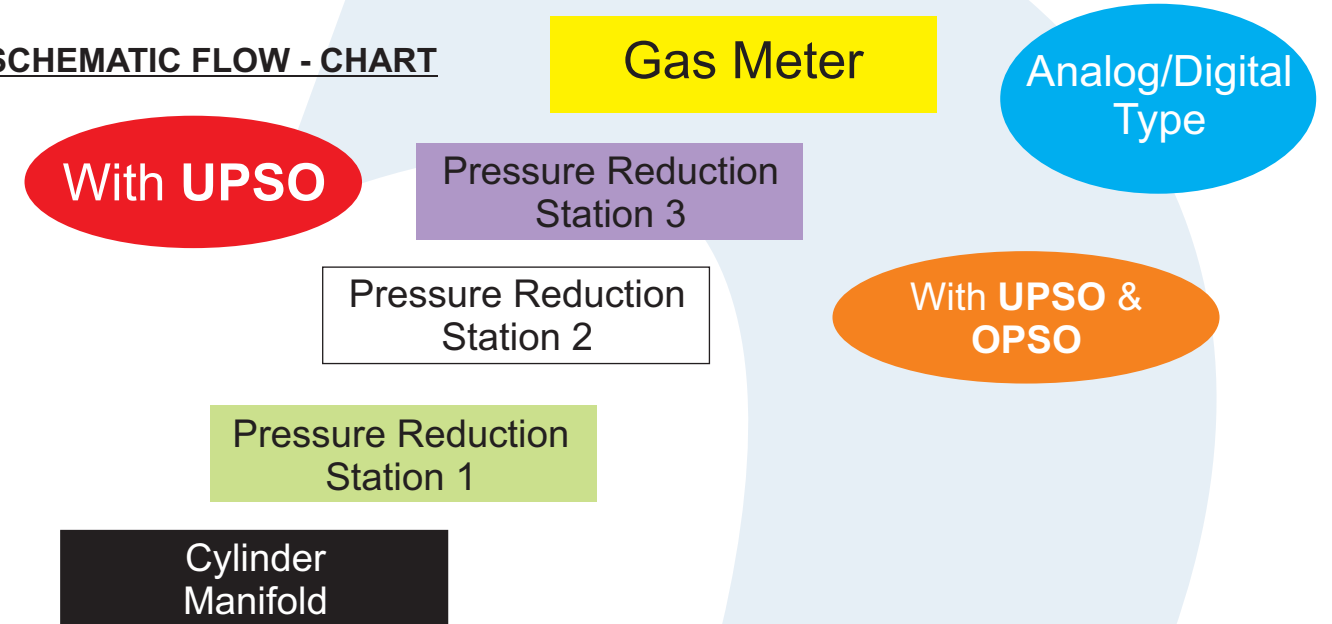 SCHEMATIC FLOW - CHART
Gas Meter
Analog/Digital
Type
With UPSO
Pressure Reduction
Station 3
Pressure Reduction
Station 2
With UPSO &
OPSO
Pressure Reduction
Station 1
Cylinder
Manifold